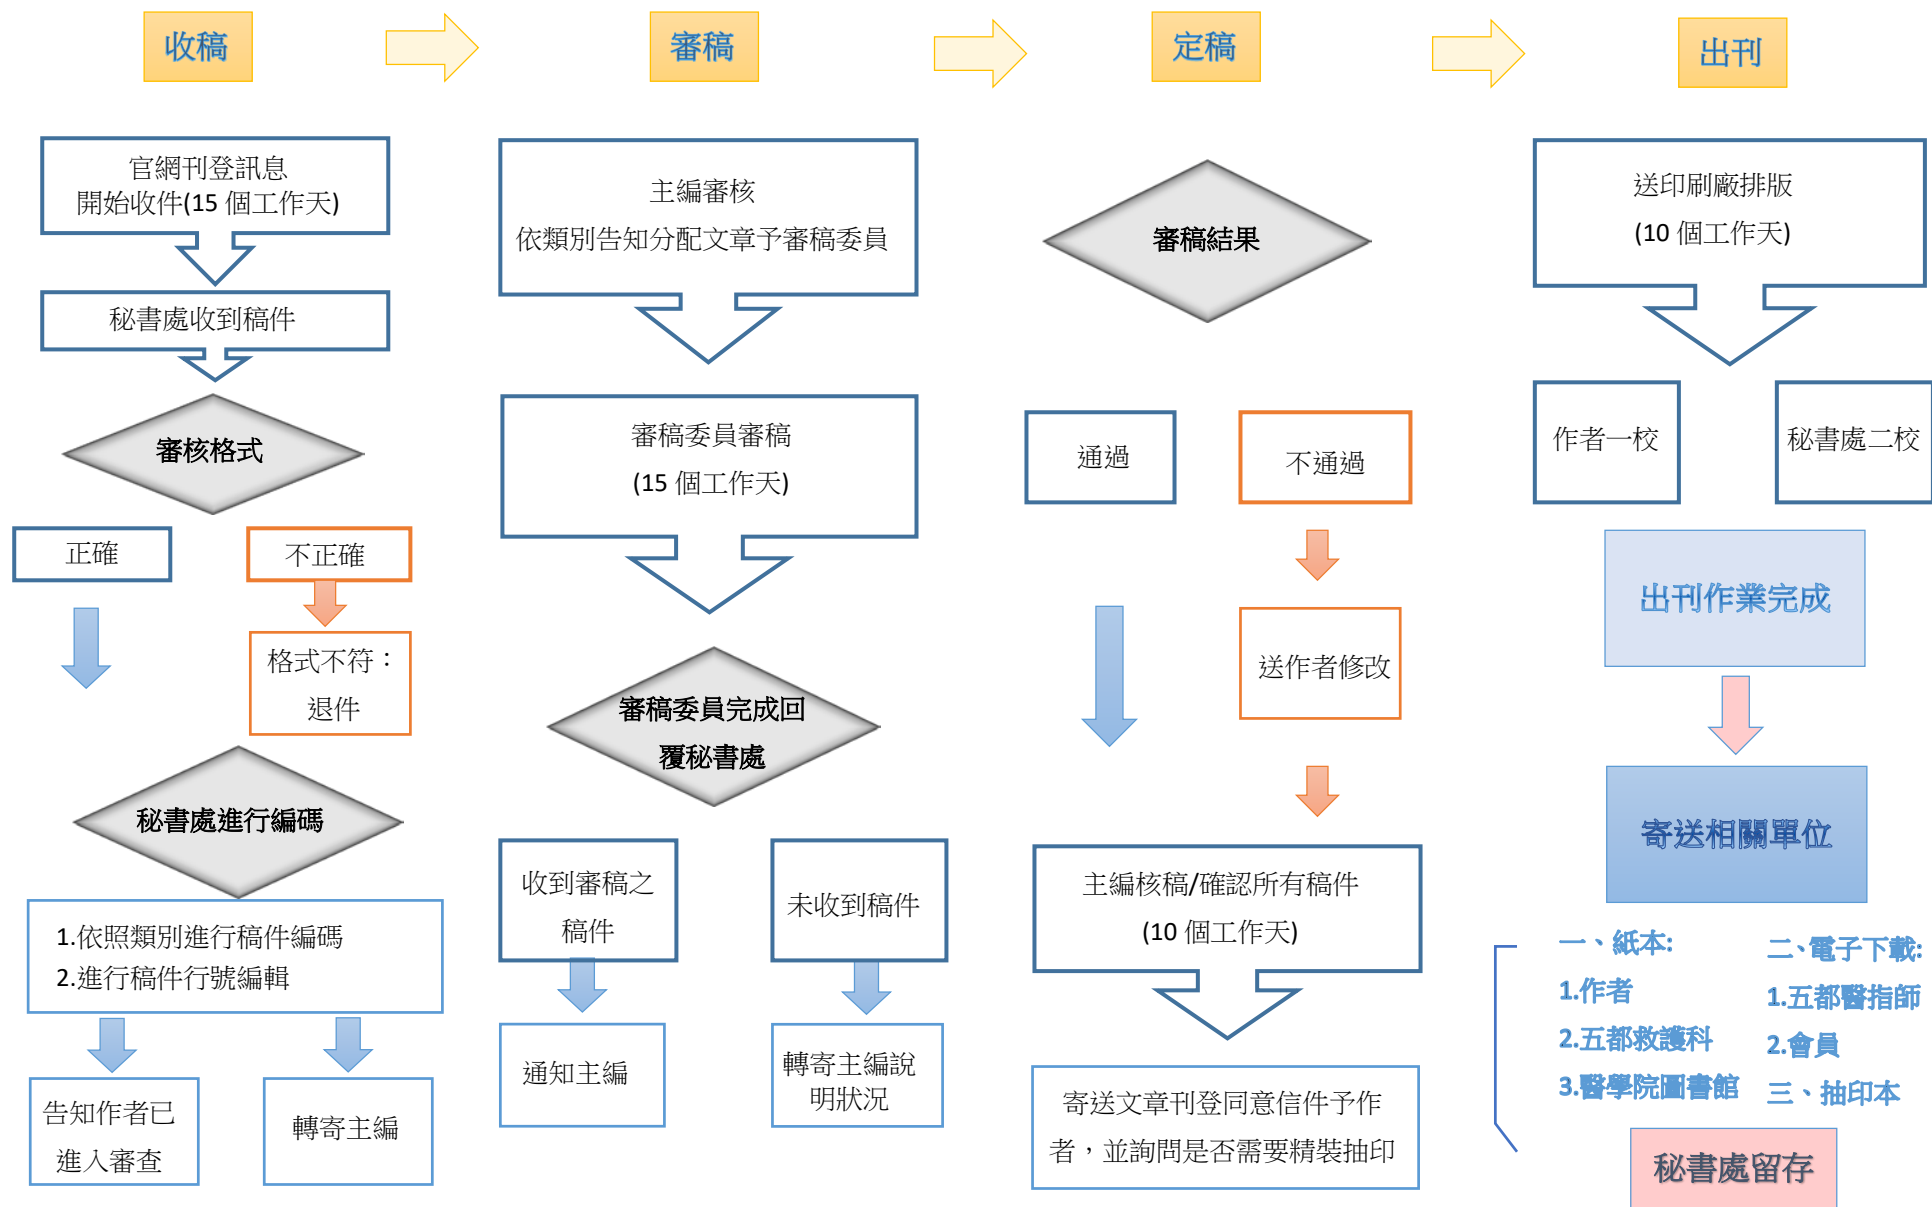 收稿
審稿
定稿
出刊
官網刊登訊息
開始收件(15 個工作天)
秘書處收到稿件
審核格式
正確
不正確
格式不符：
退件
秘書處進行編碼
1.依照類別進行稿件編碼
2.進行稿件行號編輯
告知作者已
進入審查
轉寄主編
主編審核
依類別告知分配文章予審稿委員
審稿委員審稿
(15 個工作天)
審稿委員完成回
覆秘書處
收到審稿之
稿件
未收到稿件
通知主編
轉寄主編說
明狀況
審稿結果
通過
不通過
送作者修改
主編核稿/確認所有稿件
(10 個工作天)
寄送文章刊登同意信件予作
者，並詢問是否需要精裝抽印
送印刷廠排版
(10 個工作天)
作者一校
秘書處二校
出刊作業完成
寄送相關單位
一、紙本:
1.作者
2.五都救護科
3.醫學院圖書館
二、電子下載:
1.五都醫指師
2.會員
三、抽印本
秘書處留存